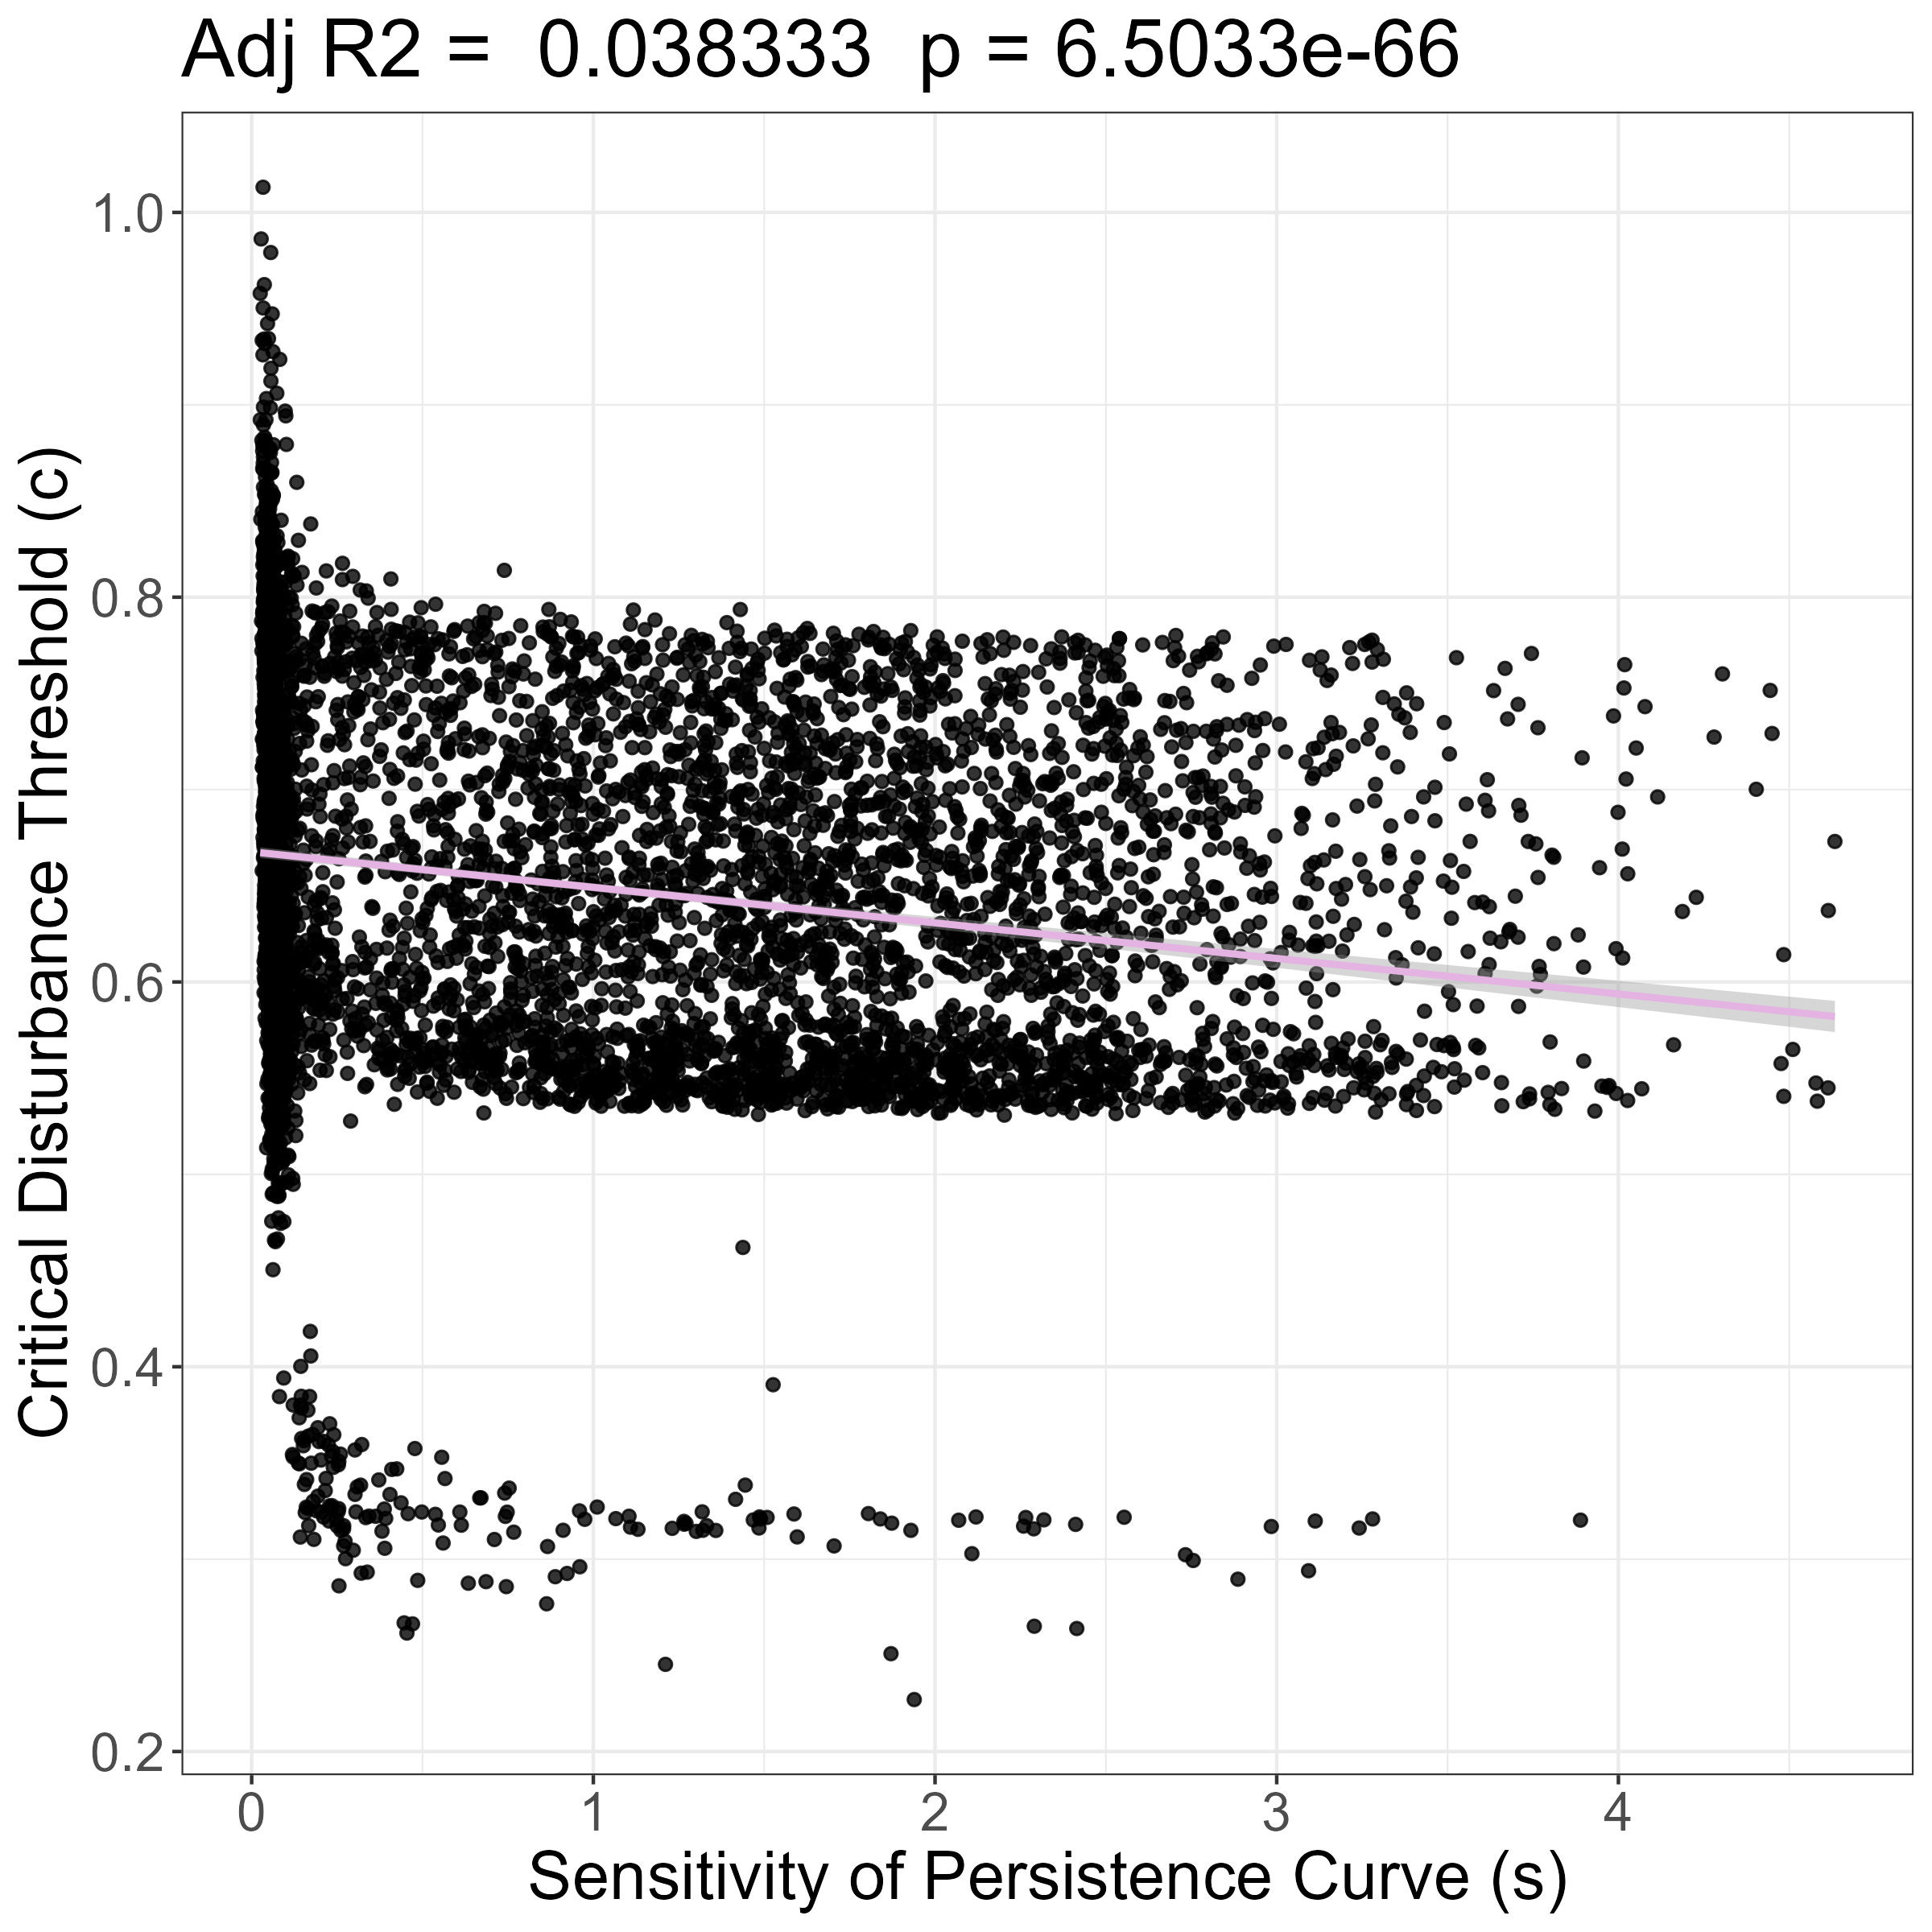 Adj R2 =  0.038333  p = 6.5033e-66
Critical Disturbance Threshold (c)
1.0
0.8
0.6
0.4
0.2
0 1 2 3 4
Sensitivity of Persistence Curve (s)